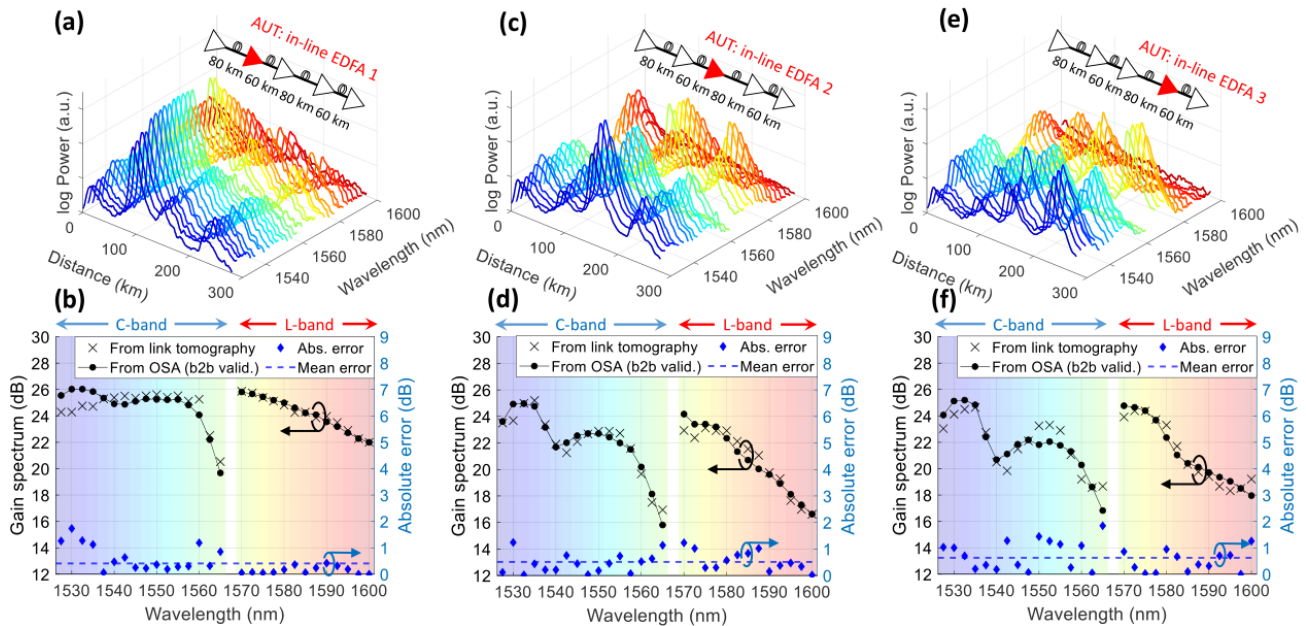 (a)
AUT: in-line EDFA 1
80 km
60 km
80 km
60 km
log Power (a.u.)
0
100
200
300
Distance (km)
1540
1560
1580
1600
Wavelength (nm)
(c)
AUT: in-line EDFA 2
80 km
60 km
80 km
60 km
log Power (a.u.)
0
100
200
300
Distance (km)
1540
1560
1580
1600
Wavelength (nm)
(e)
AUT: in-line EDFA 3
80 km
60 km
80 km
60 km
log Power (a.u.)
0
100
200
300
Distance (km)
1540
1560
1580
1600
Wavelength (nm)
(b)
C-band
L-band
From link tomography
Abs. error
From OSA (b2b valid.)
Mean error
Gain spectrum (dB)
30
28
26
24
22
20
18
16
14
12
9
8
7
6
5
4
3
2
1
0
Absolute error (dB)
1530 1540 1550 1560 1570 1580 1590 1600
Wavelength (nm)
(d)
C-band
L-band
From link tomography
Abs. error
From OSA (b2b valid.)
Mean error
Gain spectrum (dB)
30
28
26
24
22
20
18
16
14
12
9
8
7
6
5
4
3
2
1
0
Absolute error (dB)
1530 1540 1550 1560 1570 1580 1590 1600
Wavelength (nm)
(f)
C-band
L-band
From link tomography
Abs. error
From OSA (b2b valid.)
Mean error
Gain spectrum (dB)
30
28
26
24
22
20
18
16
14
12
9
8
7
6
5
4
3
2
1
0
Absolute error (dB)
1530 1540 1550 1560 1570 1580 1590 1600
Wavelength (nm)